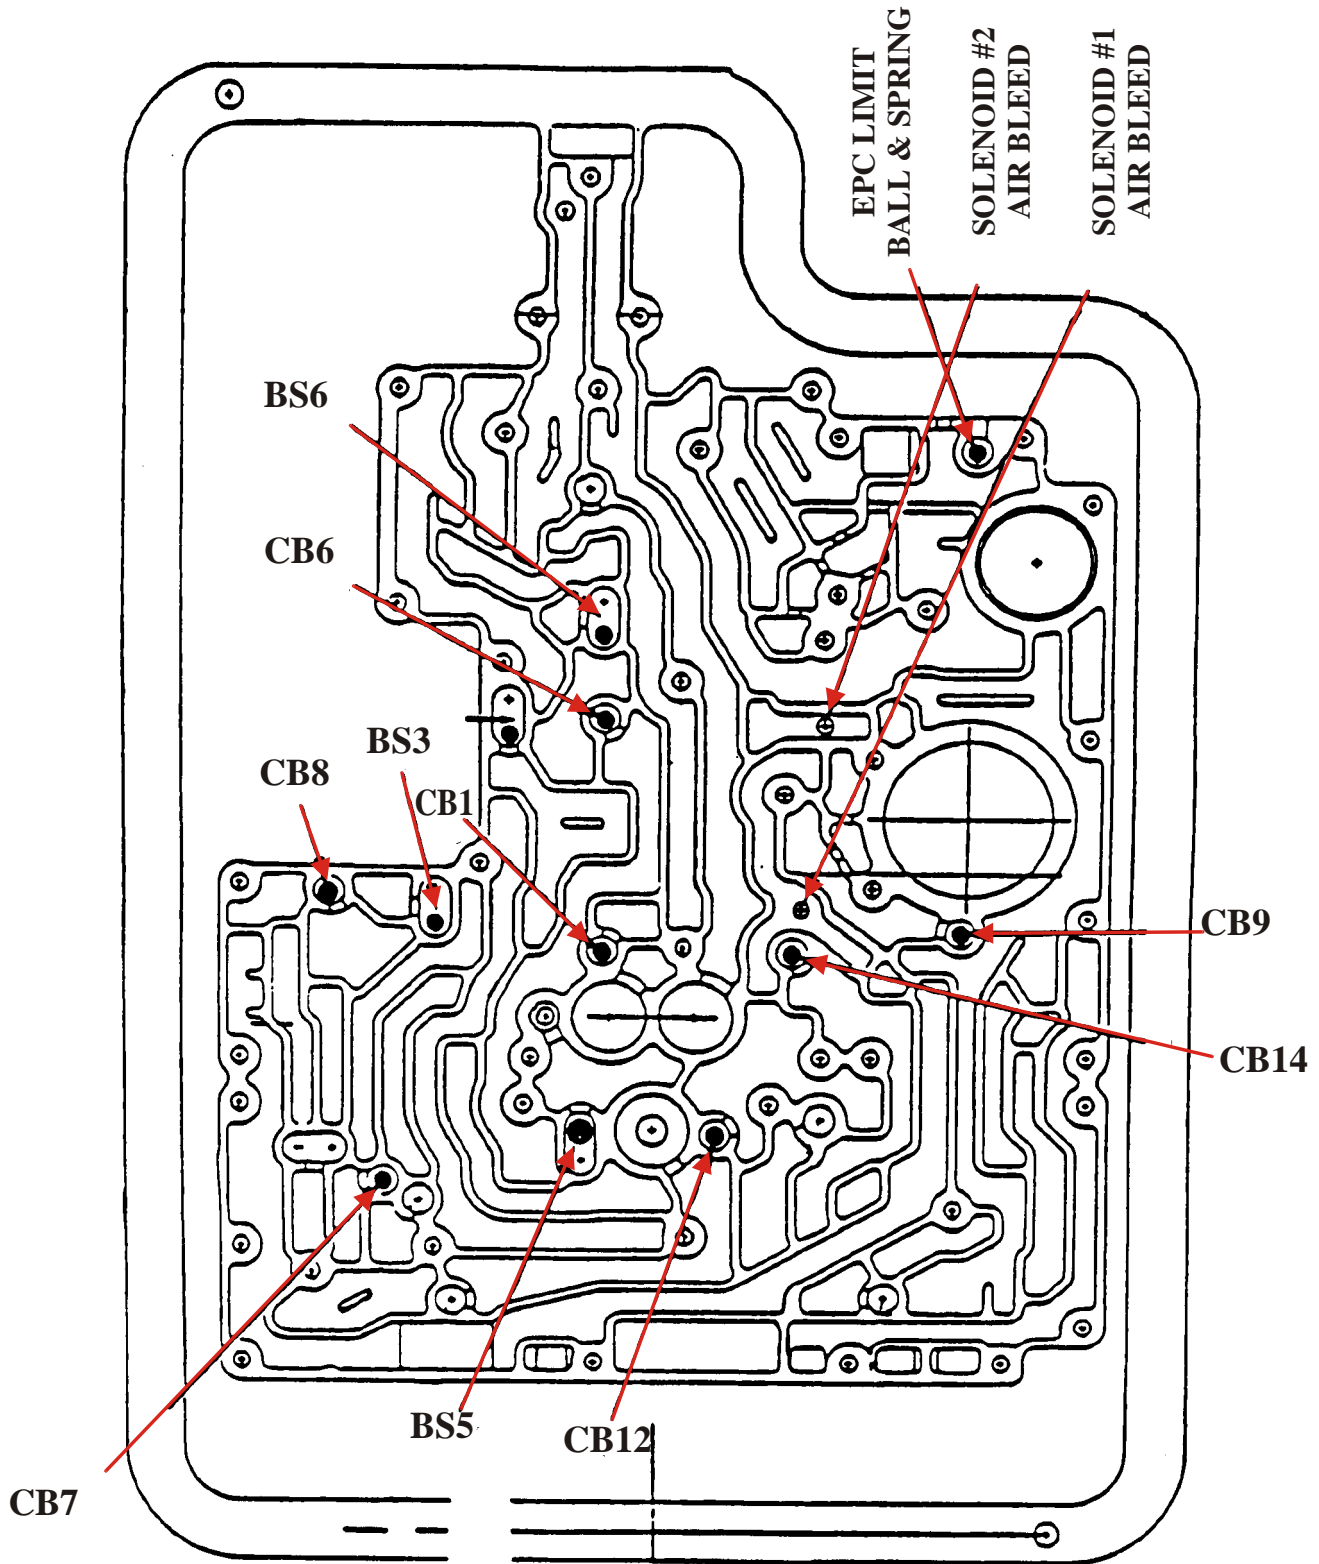 EPC LIMIT
BALL & SPRING
SOLENOID #2
AIR BLEED
SOLENOID #1
AIR BLEED
BS6
CB6
BS3
CB8
CB1
CB9
CB14
BS5
CB12
CB7